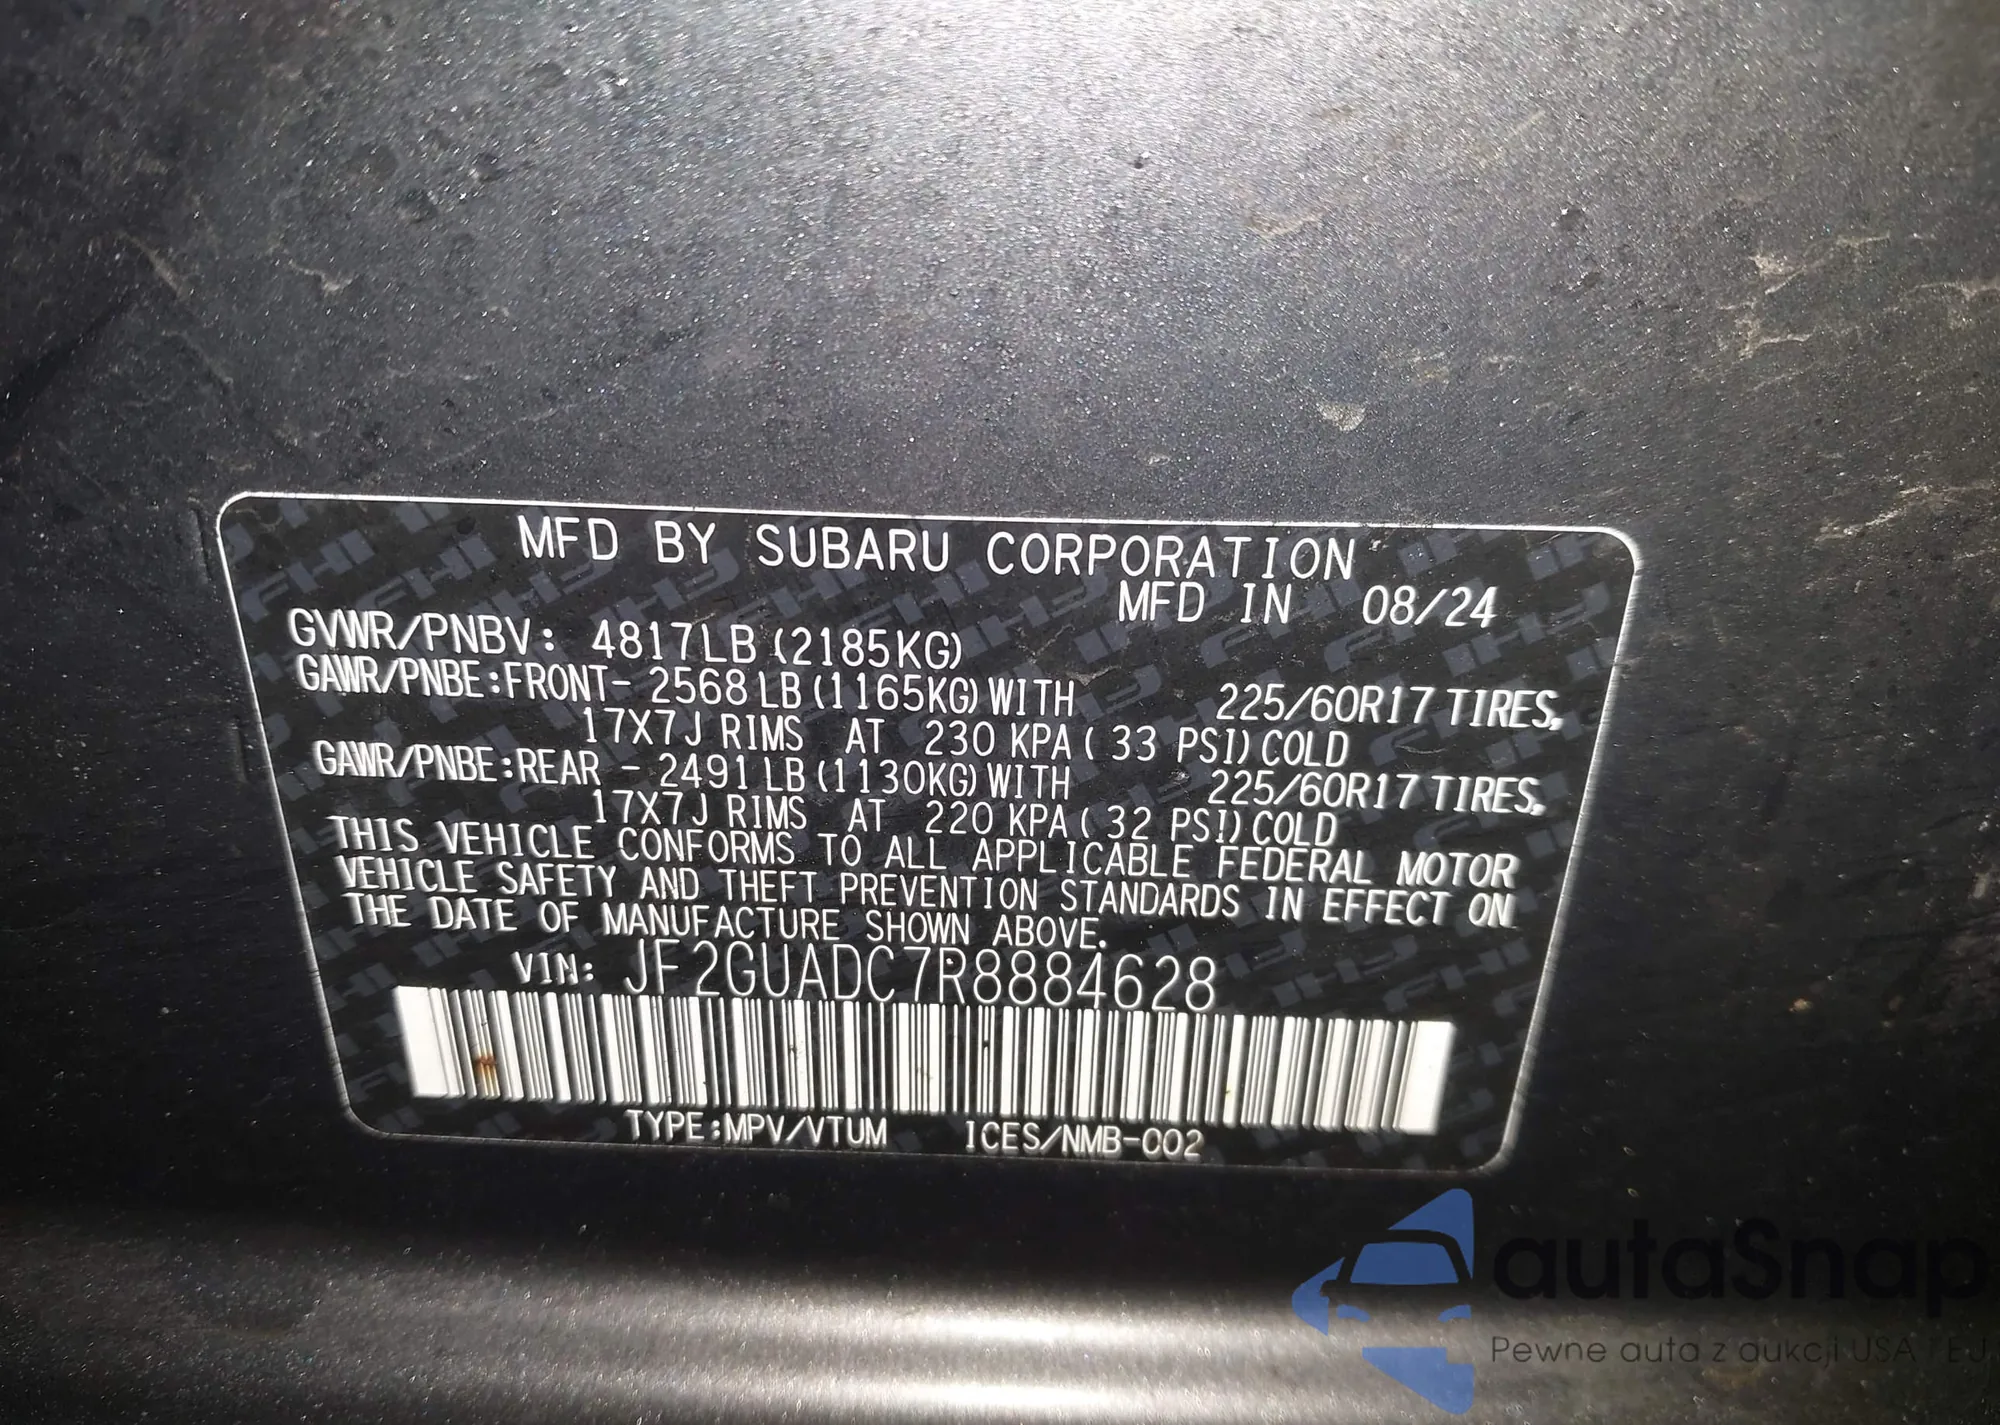 MFD BY SUBARU CORPORATION
MFD IN 08/24
GVWR/PNBV: 4817LB (2185KG)
GAWR/PNBE:FRONT- 2568 LB (1165KG) WITH 225/60R17 TIRES,
17X7J RIMS AT 230 KPA ( 33 PSI) COLD
GAWR/PNBE:REAR - 2491 LB (1130KG) WITH 225/60R17 TIRES,
17X7J RIMS AT 220 KPA ( 32 PSI) COLD
THIS VEHICLE CONFORMS TO ALL APPLICABLE FEDERAL MOTOR
VEHICLE SAFETY AND THEFT PREVENTION STANDARDS IN EFFECT ON
THE DATE OF MANUFACTURE SHOWN ABOVE.
VIN: JF2GUADC7R8884628
TYPE:MPV/VTUM ICES/NMB-002
autaSnap
Pewne auta z aukcji USA i EU